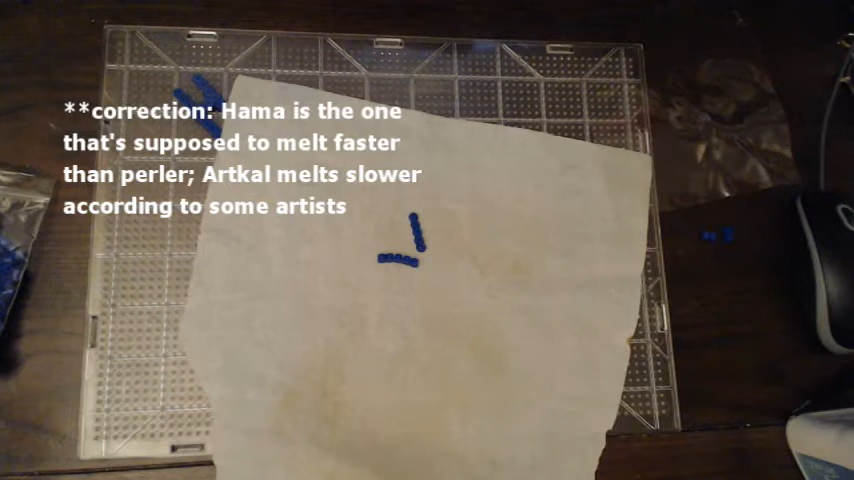 **correction: Hama is the one
that's supposed to melt faster
than perler; Artkal melts slower
according to some artists